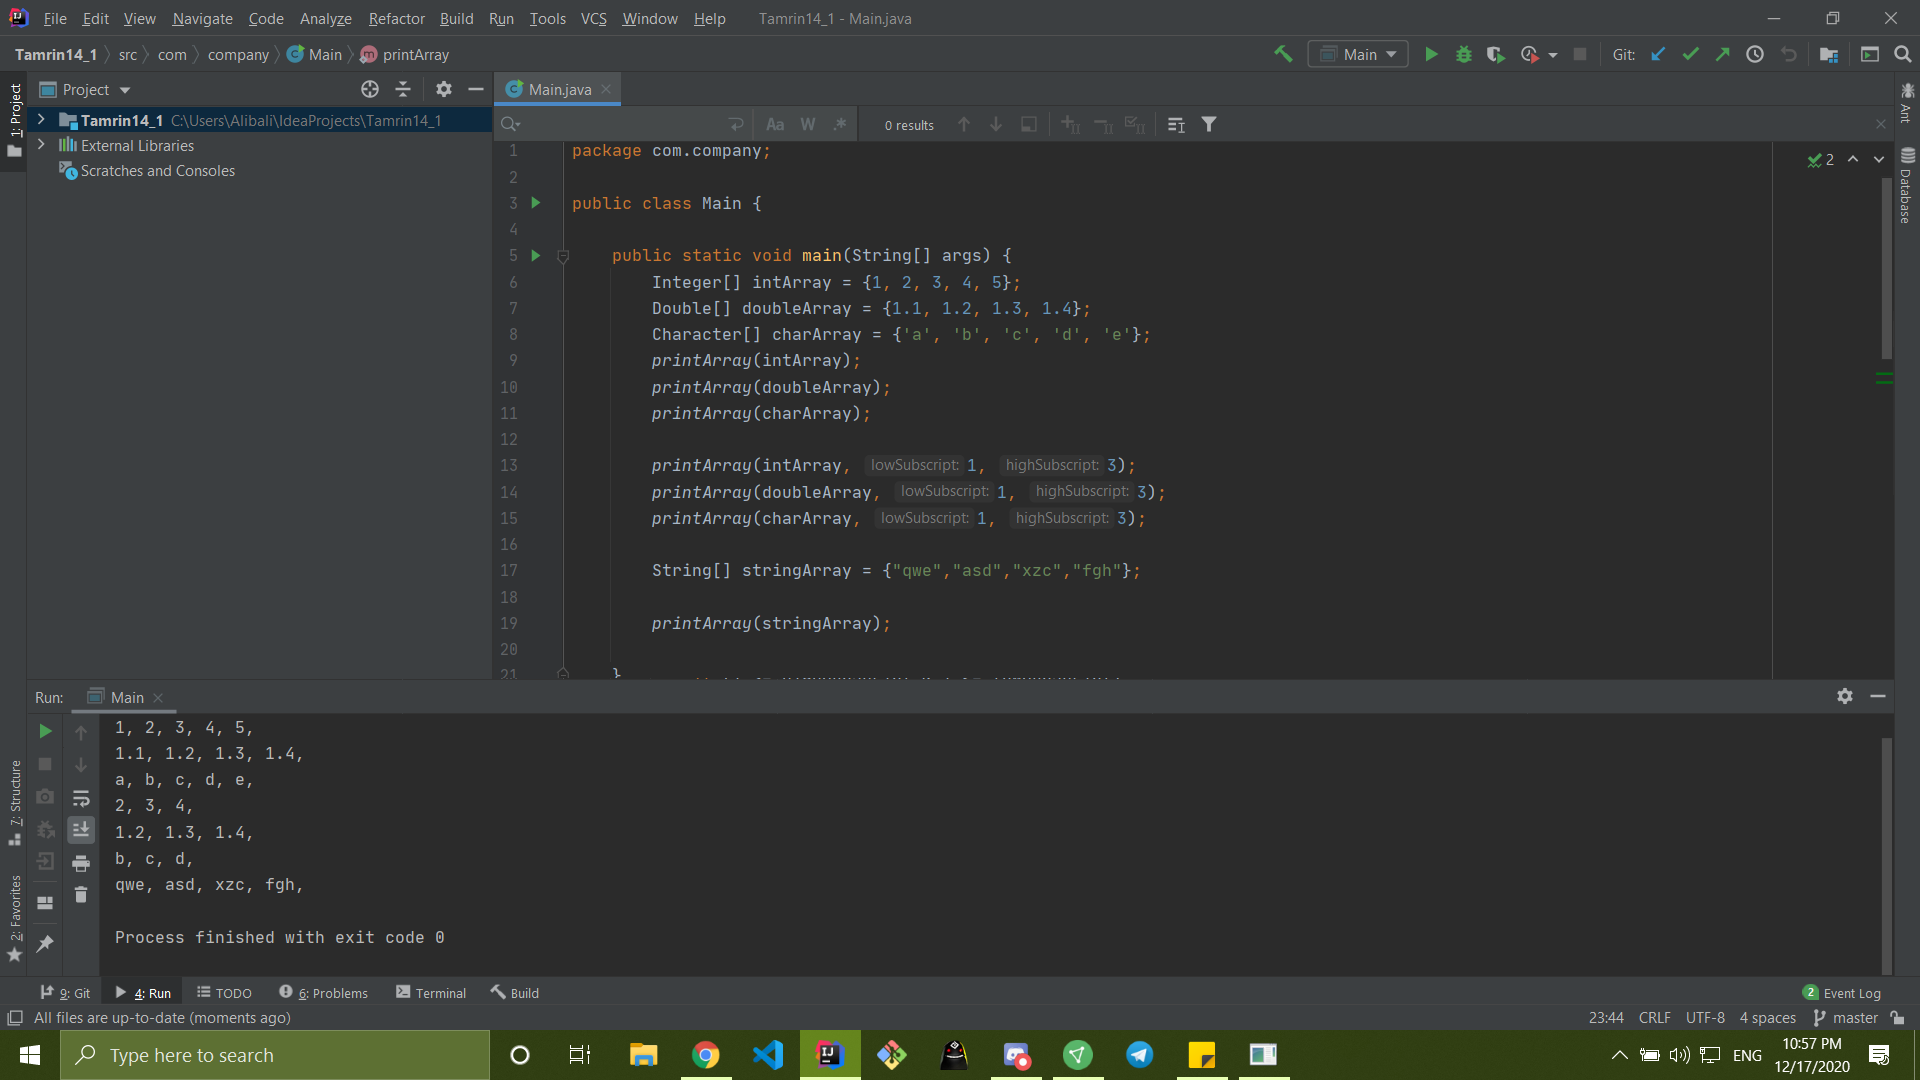 File Edit View Navigate Code Analyze Refactor Build Run Tools VCS Window Help Tamrin14_1 - Main.java
Tamrin14_1 src com company Main printArray Main Git:
Project Main.java
1: Project
Tamrin14_1 C:\Users\Alibali\IdeaProjects\Tamrin14_1
External Libraries
Scratches and Consoles
Aa W .* 0 results
2
Ant
Database
1 package com.company;
2
3 public class Main {
4
5 public static void main(String[] args) {
6 Integer[] intArray = {1, 2, 3, 4, 5};
7 Double[] doubleArray = {1.1, 1.2, 1.3, 1.4};
8 Character[] charArray = {'a', 'b', 'c', 'd', 'e'};
9 printArray(intArray);
10 printArray(doubleArray);
11 printArray(charArray);
12
13 printArray(intArray, lowSubscript: 1, highSubscript: 3);
14 printArray(doubleArray, lowSubscript: 1, highSubscript: 3);
15 printArray(charArray, lowSubscript: 1, highSubscript: 3);
16
17 String[] stringArray = {"qwe","asd","xzc","fgh"};
18
19 printArray(stringArray);
20
21 }
Run: Main
1, 2, 3, 4, 5,
1.1, 1.2, 1.3, 1.4,
a, b, c, d, e,
2, 3, 4,
1.2, 1.3, 1.4,
b, c, d,
qwe, asd, xzc, fgh,
Process finished with exit code 0
7: Structure
2: Favorites
9: Git 4: Run TODO 6: Problems Terminal Build 2 Event Log
All files are up-to-date (moments ago) 23:44 CRLF UTF-8 4 spaces master
Type here to search ENG 10:57 PM
12/17/2020